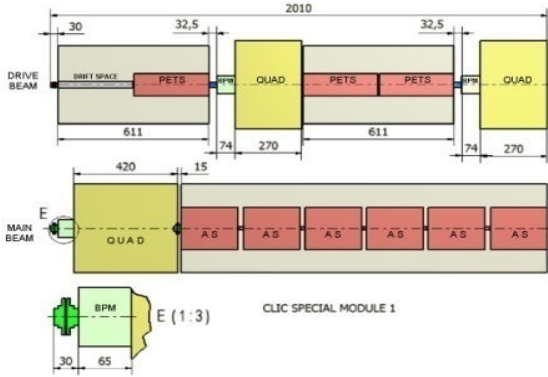 2010
30
32,5
32,5
DRIVE
BEAM
DRIFT SPACE
PETS
BPM
QUAD
PETS
PETS
BPM
QUAD
611
74
270
611
74
270
420
15
E
MAIN
BEAM
QUAD
AS
AS
AS
AS
AS
AS
BPM
E (1:3)
CLIC SPECIAL MODULE 1
30
65